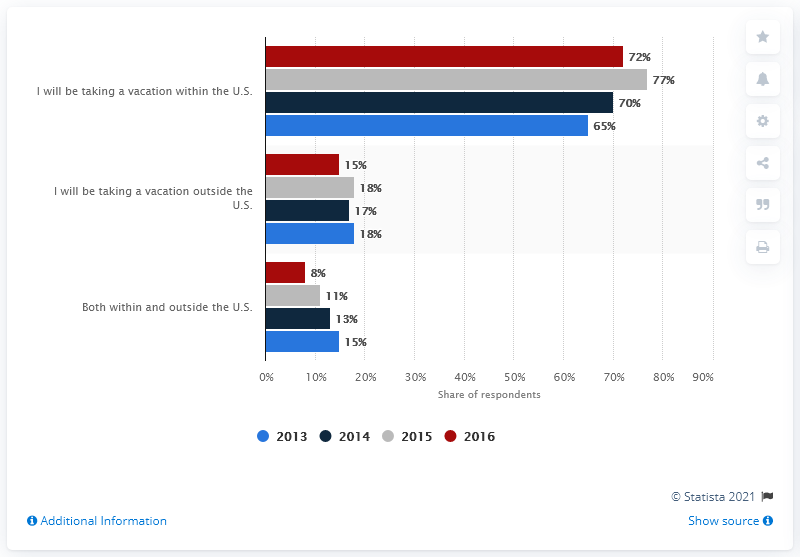 72%
I will be taking a vacation within the U.S.
77%
70%
65%
15%
I will be taking a vacation outside the
U.S.
18%
17%
18%
8%
Both within and outside the U.S.
11%
13%
15%
0% 10% 20% 30% 40% 50% 60% 70% 80% 90%
Share of respondents
2013 2014 2015 2016
© Statista 2021
Additional Information
Show source